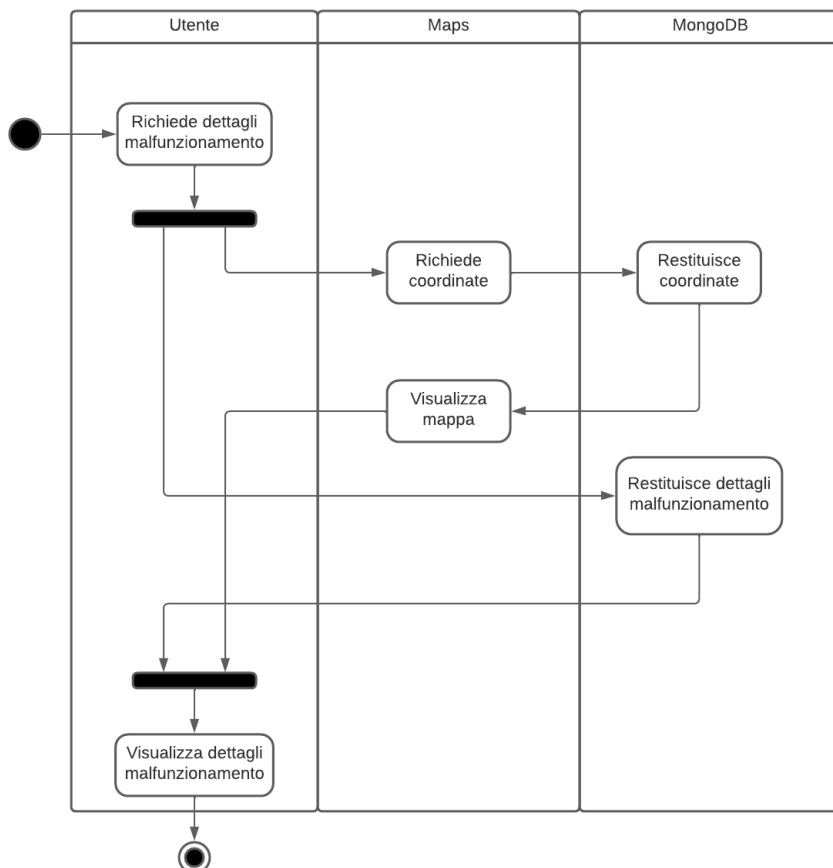 Utente
Maps
MongoDB
Richiede dettagli
malfunzionamento
Richiede
coordinate
Restituisce
coordinate
Visualizza
mappa
Restituisce dettagli
malfunzionamento
Visualizza dettagli
malfunzionamento